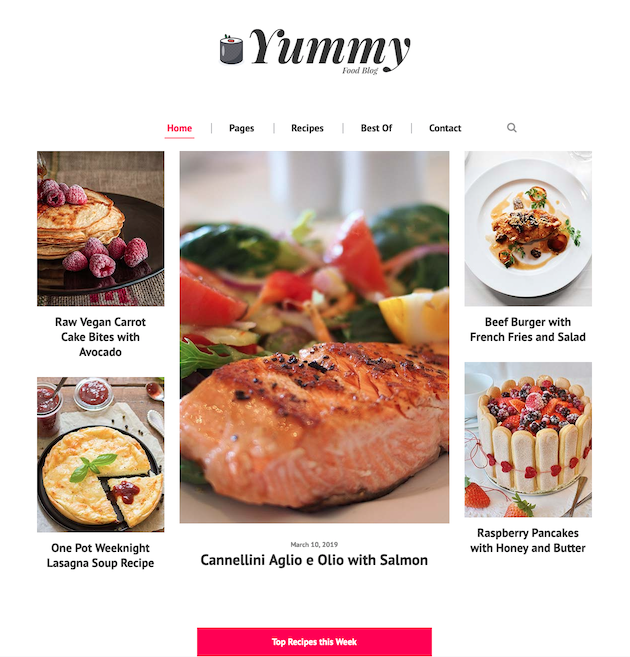 Yummy
Food Blog
Home
Pages
Recipes
Best Of
Contact
Raw Vegan Carrot
Cake Bites with
Avocado
One Pot Weeknight
Lasagna Soup Recipe
March 10, 2019
Cannellini Aglio e Olio with Salmon
Beef Burger with
French Fries and Salad
Raspberry Pancakes
with Honey and Butter
Top Recipes this Week